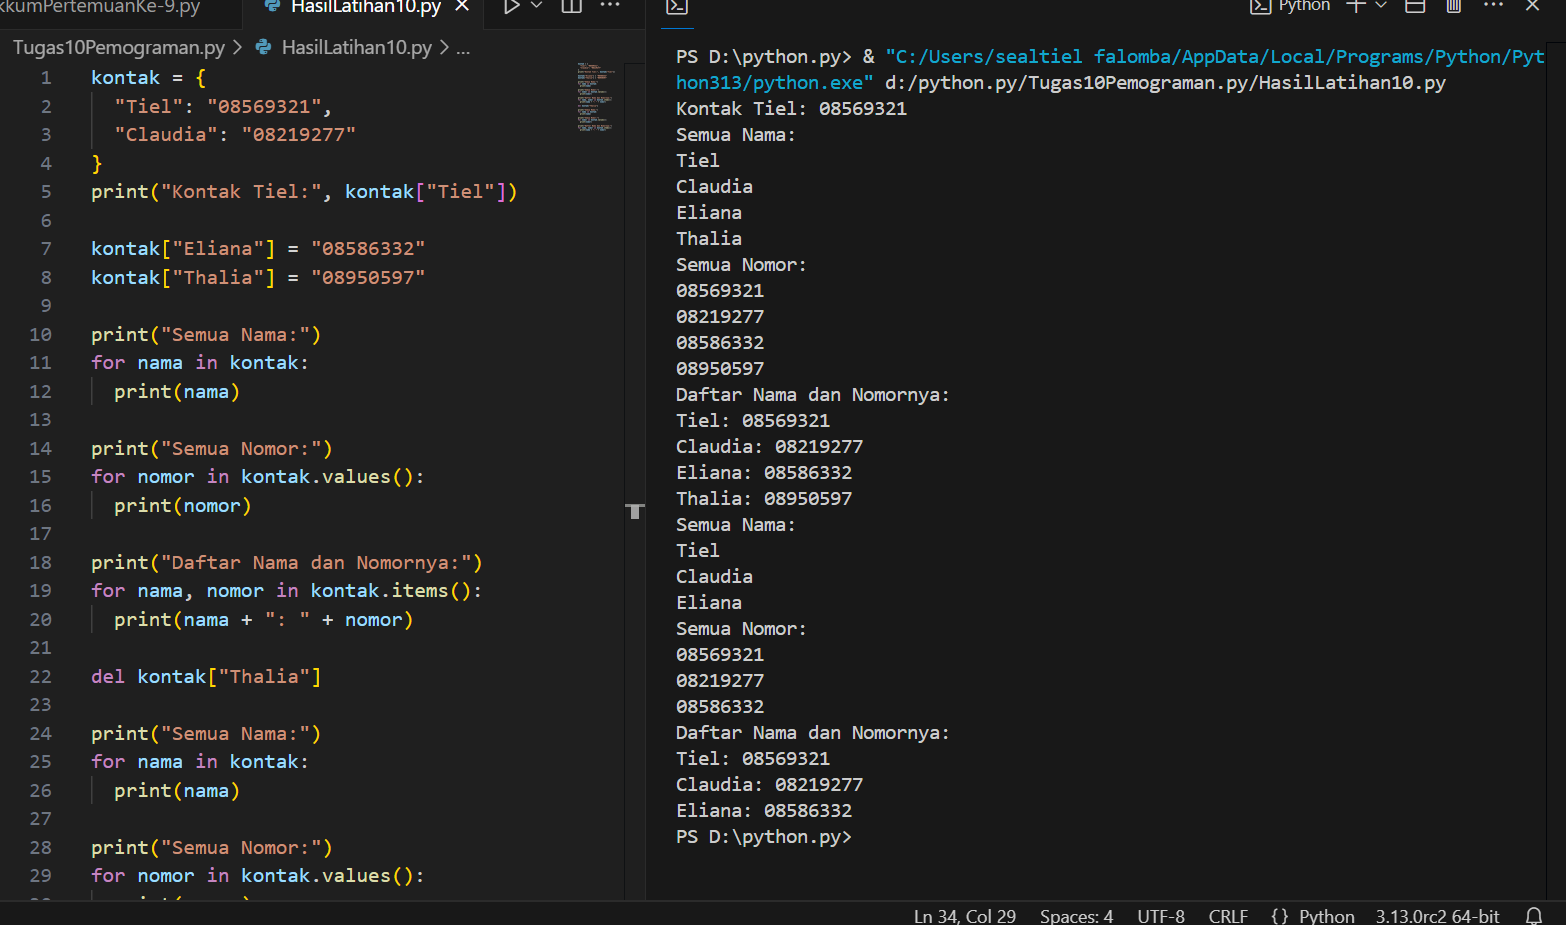 kkumPertemuanKe-9.py
HasilLatihan10.py
Tugas10Pemograman.py > HasilLatihan10.py > ...
1 kontak = {
2 "Tiel": "08569321",
3 "Claudia": "08219277"
4 }
5 print("Kontak Tiel:", kontak["Tiel"])
6
7 kontak["Eliana"] = "08586332"
8 kontak["Thalia"] = "08950597"
9
10 print("Semua Nama:")
11 for nama in kontak:
12 print(nama)
13
14 print("Semua Nomor:")
15 for nomor in kontak.values():
16 print(nomor)
17
18 print("Daftar Nama dan Nomornya:")
19 for nama, nomor in kontak.items():
20 print(nama + ": " + nomor)
21
22 del kontak["Thalia"]
23
24 print("Semua Nama:")
25 for nama in kontak:
26 print(nama)
27
28 print("Semua Nomor:")
29 for nomor in kontak.values():
Python
PS D:\python.py> & "C:/Users/sealtiel falomba/AppData/Local/Programs/Python/Pyt
hon313/python.exe" d:/python.py/Tugas10Pemograman.py/HasilLatihan10.py
Kontak Tiel: 08569321
Semua Nama:
Tiel
Claudia
Eliana
Thalia
Semua Nomor:
08569321
08219277
08586332
08950597
Daftar Nama dan Nomornya:
Tiel: 08569321
Claudia: 08219277
Eliana: 08586332
Thalia: 08950597
Semua Nama:
Tiel
Claudia
Eliana
Semua Nomor:
08569321
08219277
08586332
Daftar Nama dan Nomornya:
Tiel: 08569321
Claudia: 08219277
Eliana: 08586332
PS D:\python.py>
Ln 34, Col 29 Spaces: 4 UTF-8 CRLF {} Python 3.13.0rc2 64-bit